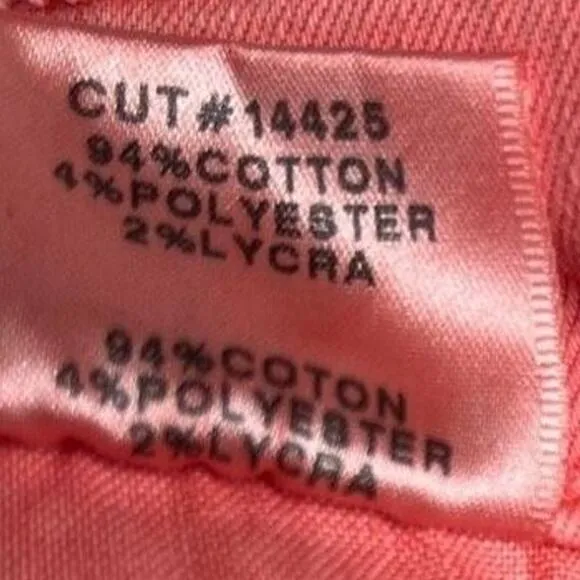 CUT#14425
94%COTTON
4%POLYESTER
2%LYCRA
94%COTON
4%POLYESTER
2%LYCRA